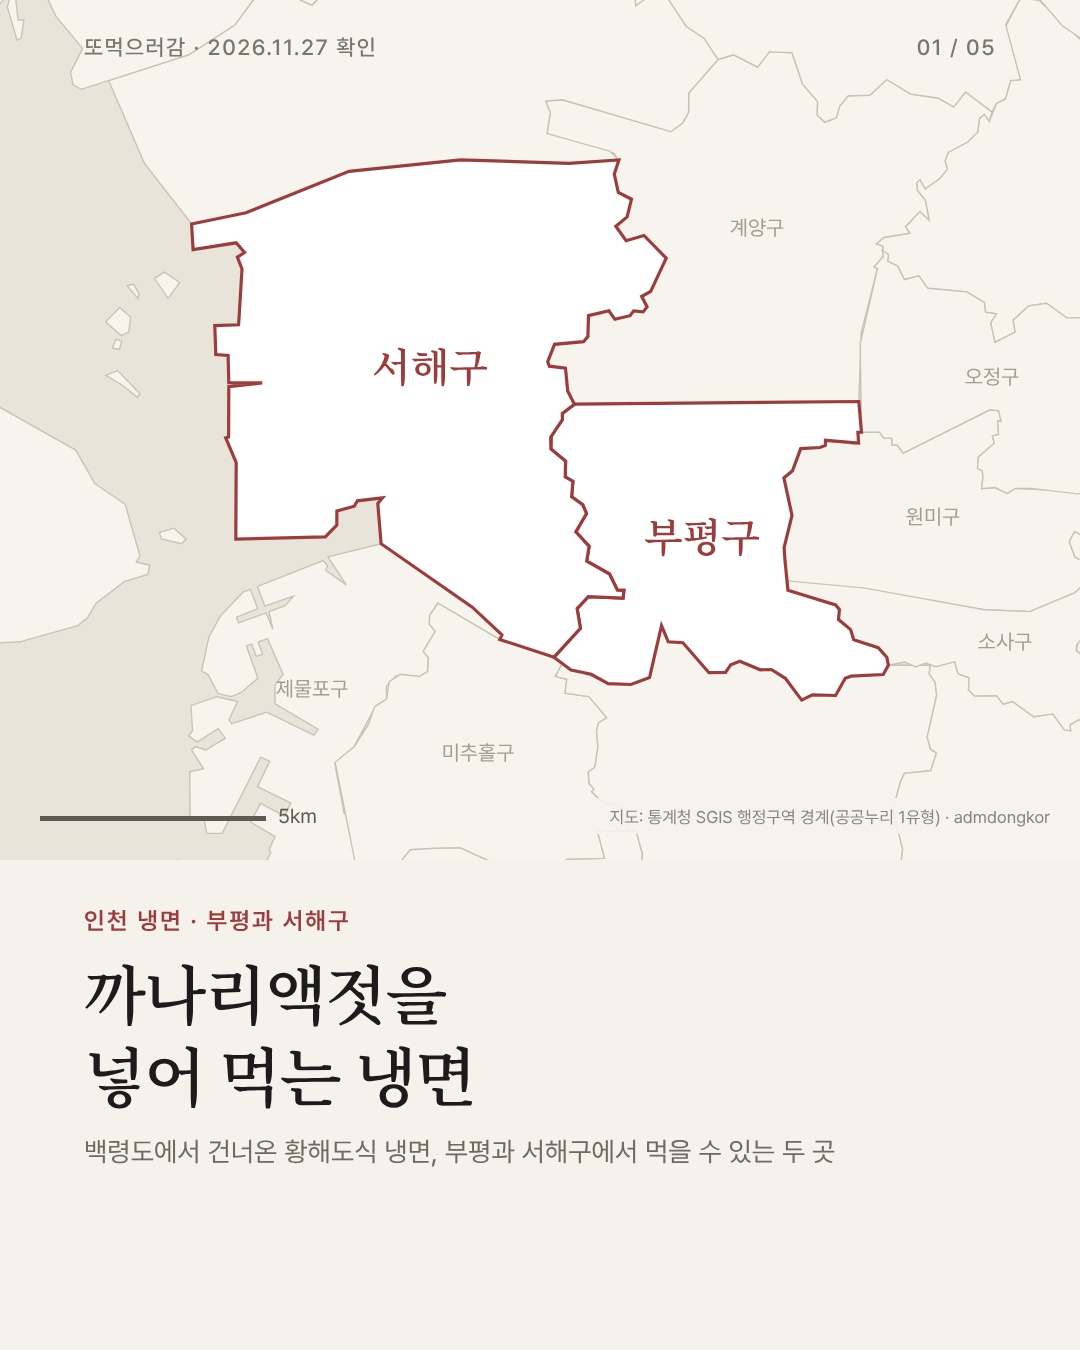 또먹으러감 · 2026.11.27 확인
01 / 05
계양구
서해구
오정구
원미구
부평구
소사구
제물포구
미추홀구
5km
지도: 통계청 SGIS 행정구역 경계(공공누리 1유형) · admdongkor
인천 냉면 · 부평과 서해구
까나리액젓을
넣어 먹는 냉면
백령도에서 건너온 황해도식 냉면, 부평과 서해구에서 먹을 수 있는 두 곳